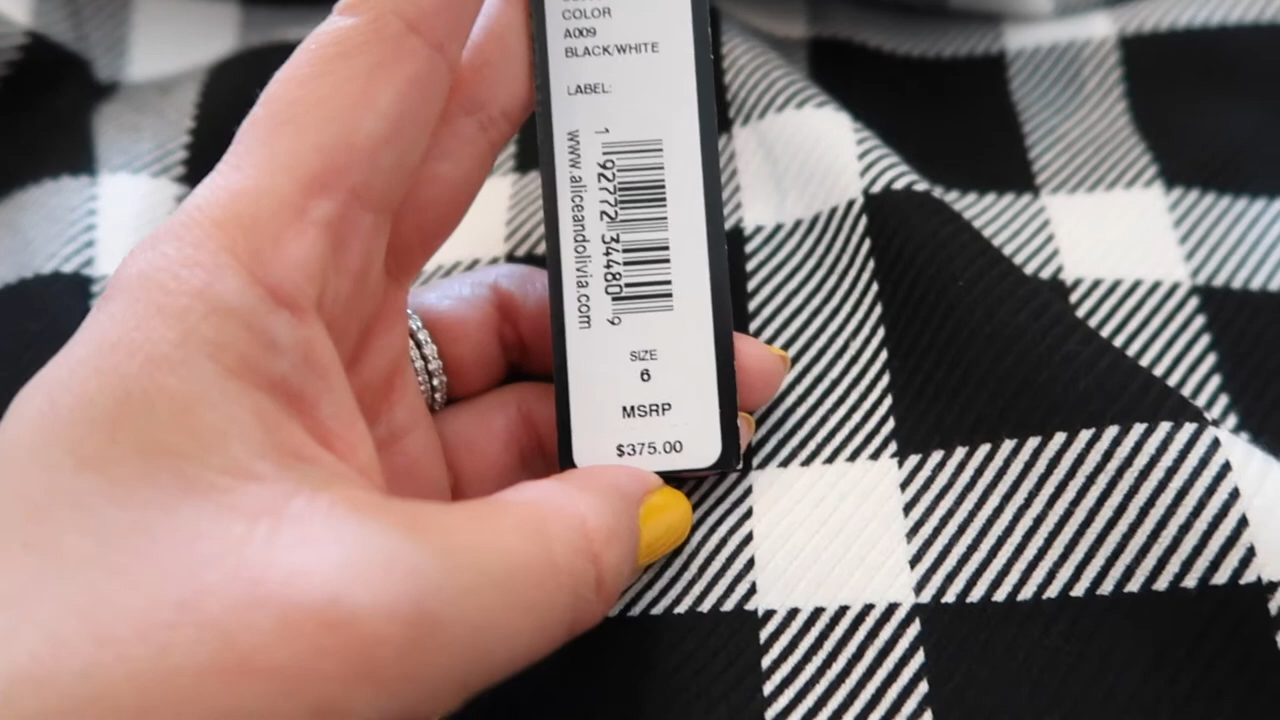 COLOR
A009
BLACK/WHITE
LABEL:
1 92772 34480 9
www.aliceandolivia.com
SIZE
6
MSRP
$375.00